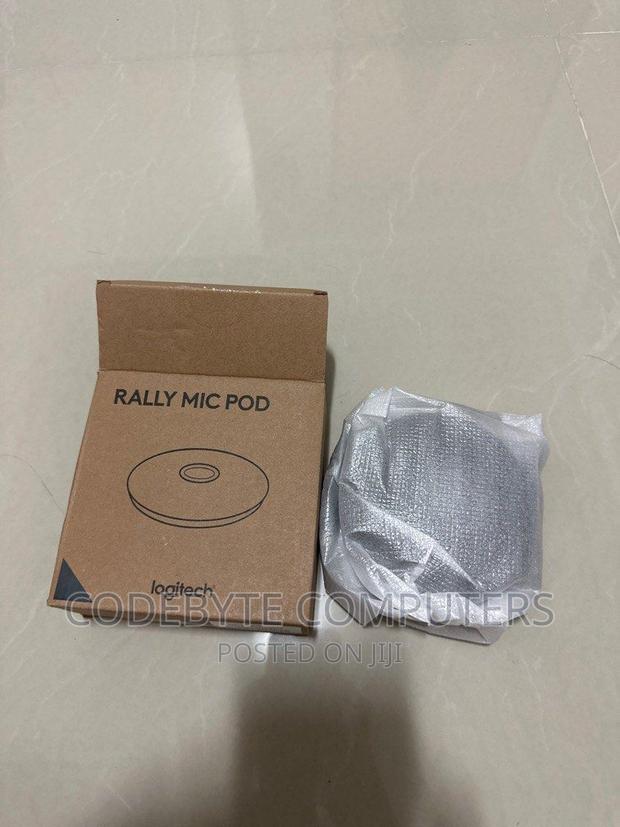 RALLY MIC POD
logitech
CODEBYTE COMPUTERS
POSTED ON JIJI